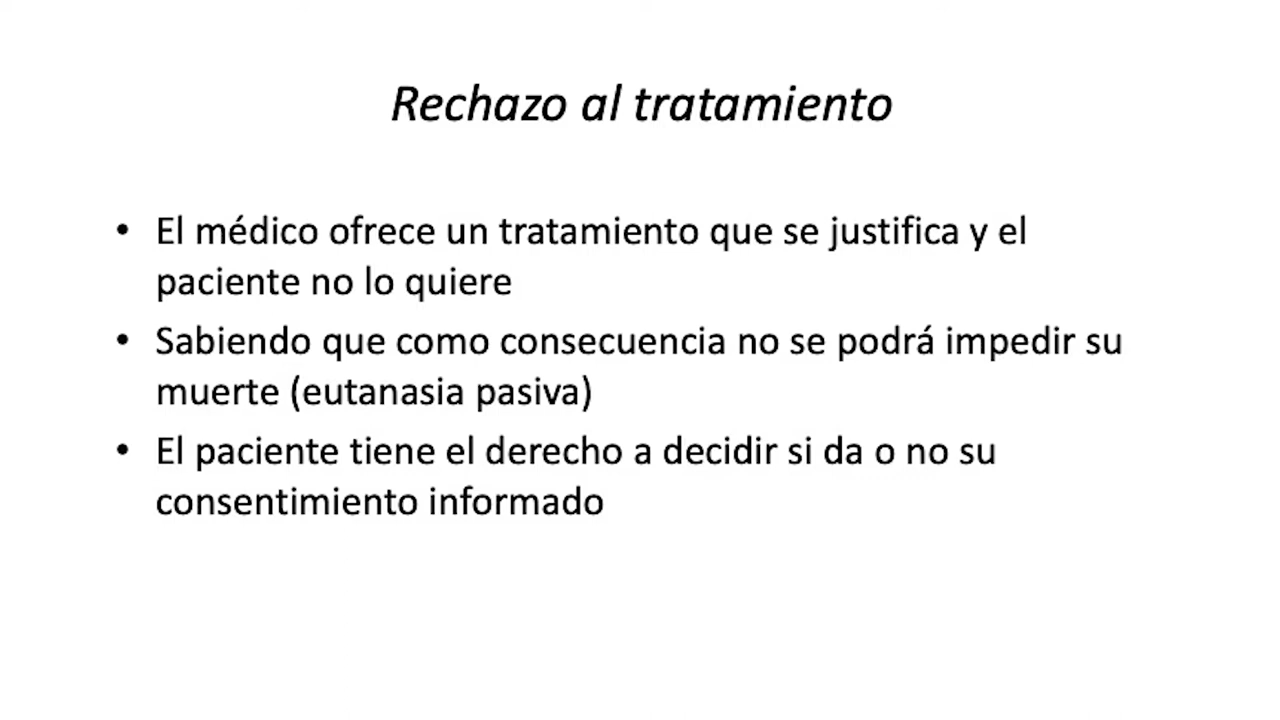 Rechazo al tratamiento
• El médico ofrece un tratamiento que se justifica y el
paciente no lo quiere
• Sabiendo que como consecuencia no se podrá impedir su
muerte (eutanasia pasiva)
• El paciente tiene el derecho a decidir si da o no su
consentimiento informado